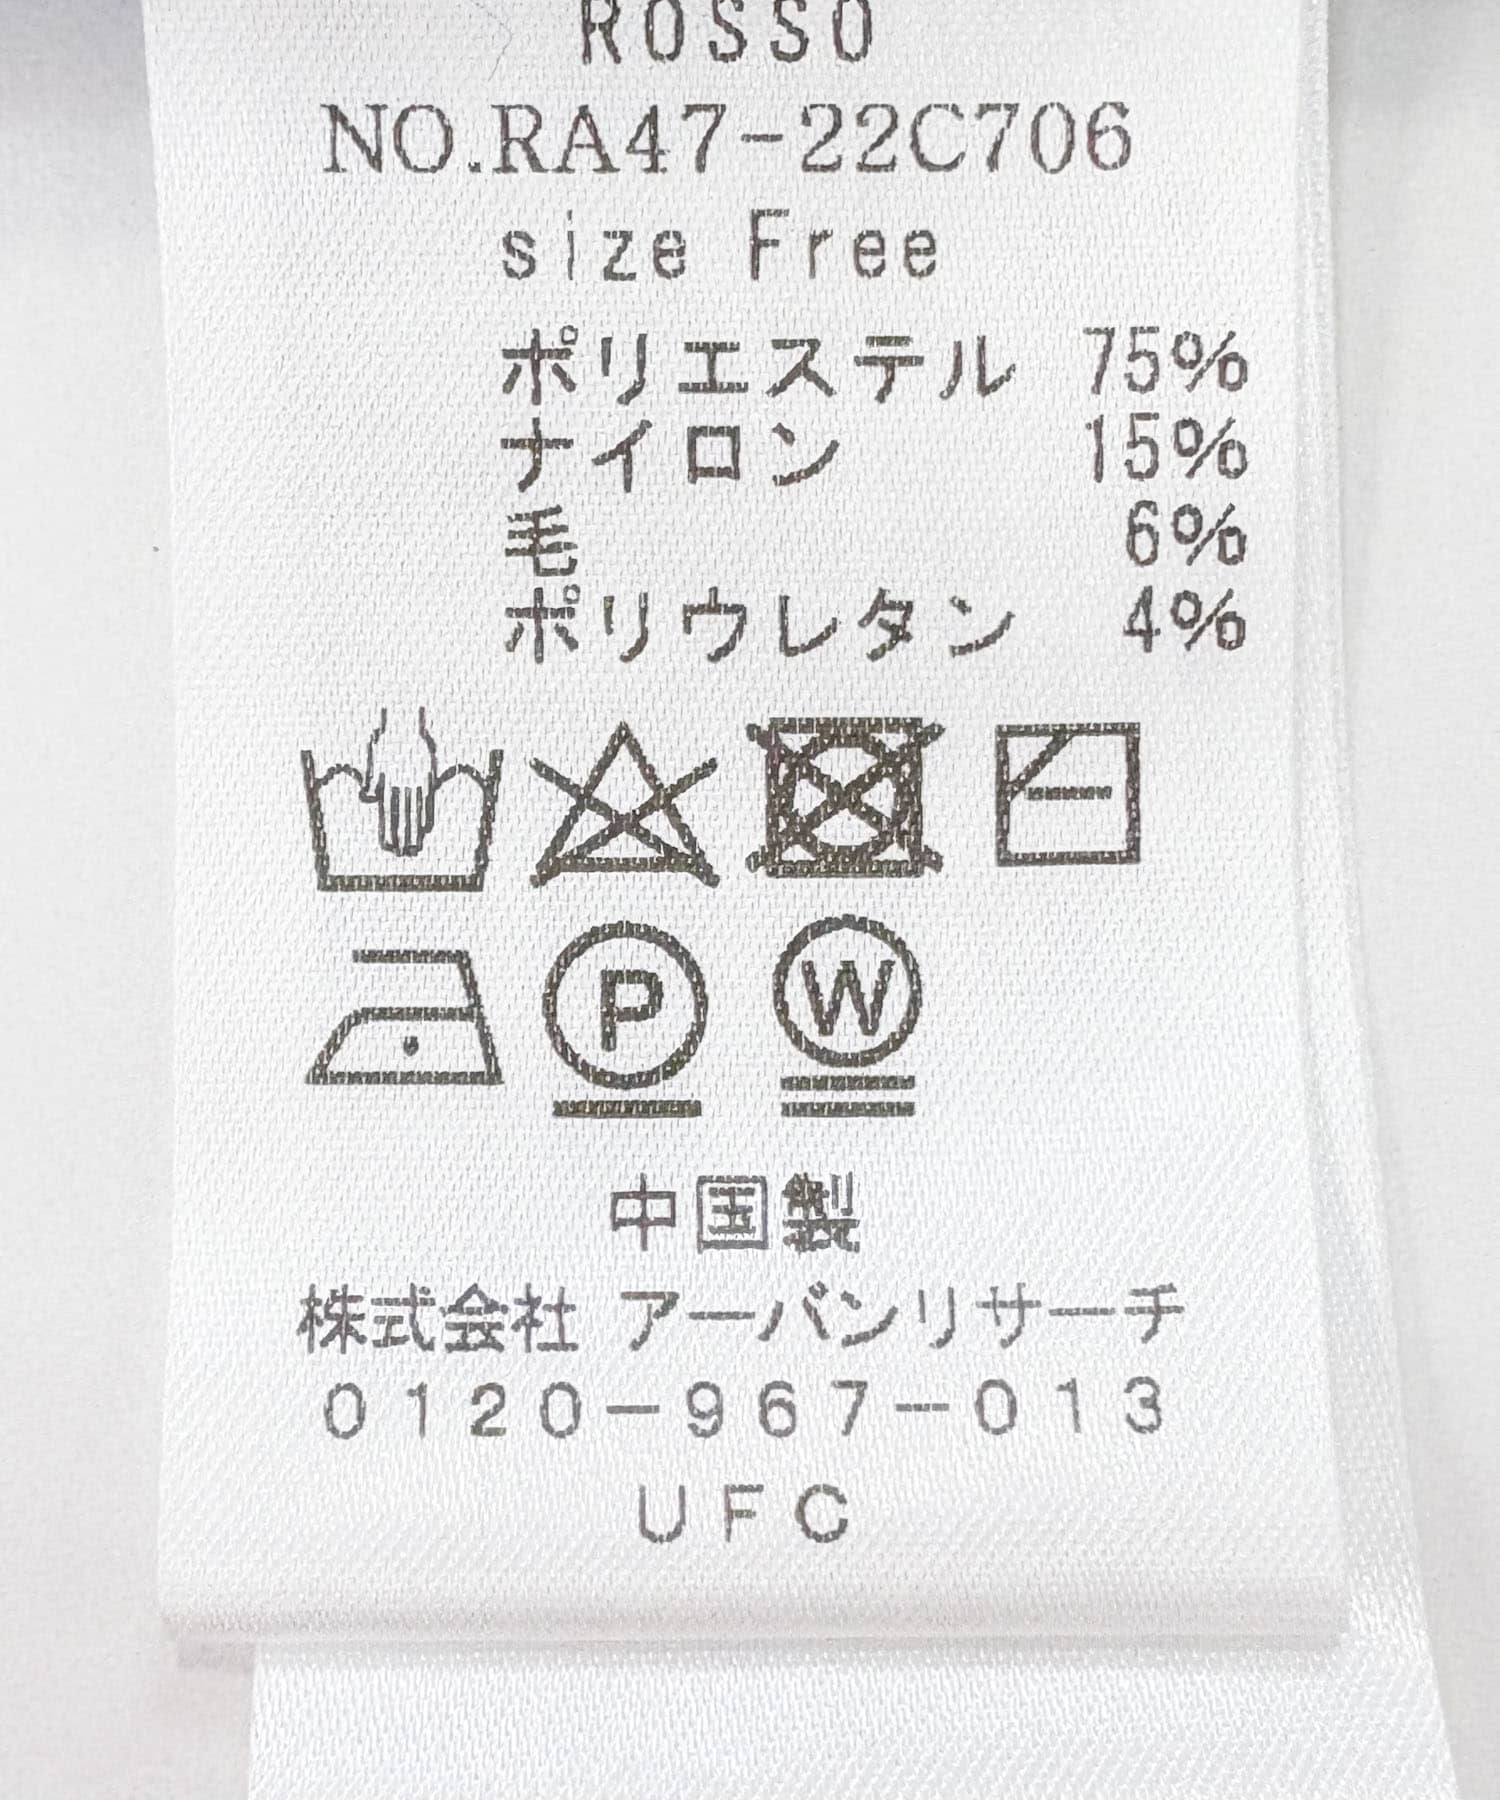 ROSSO
NO.RA47-22C706
size Free
ポリエステル 75%
ナイロン 15%
毛 6%
ポリウレタン 4%
P W
中国製
株式会社 アーバンリサーチ
0120-967-013
UFC